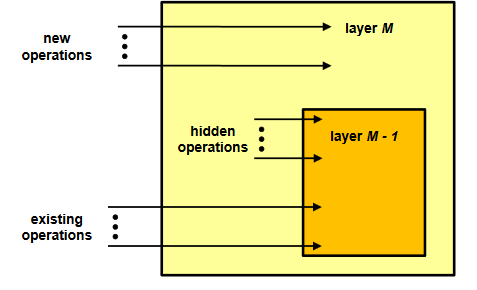 new
operations
layer M
hidden
operations
layer M - 1
existing
operations